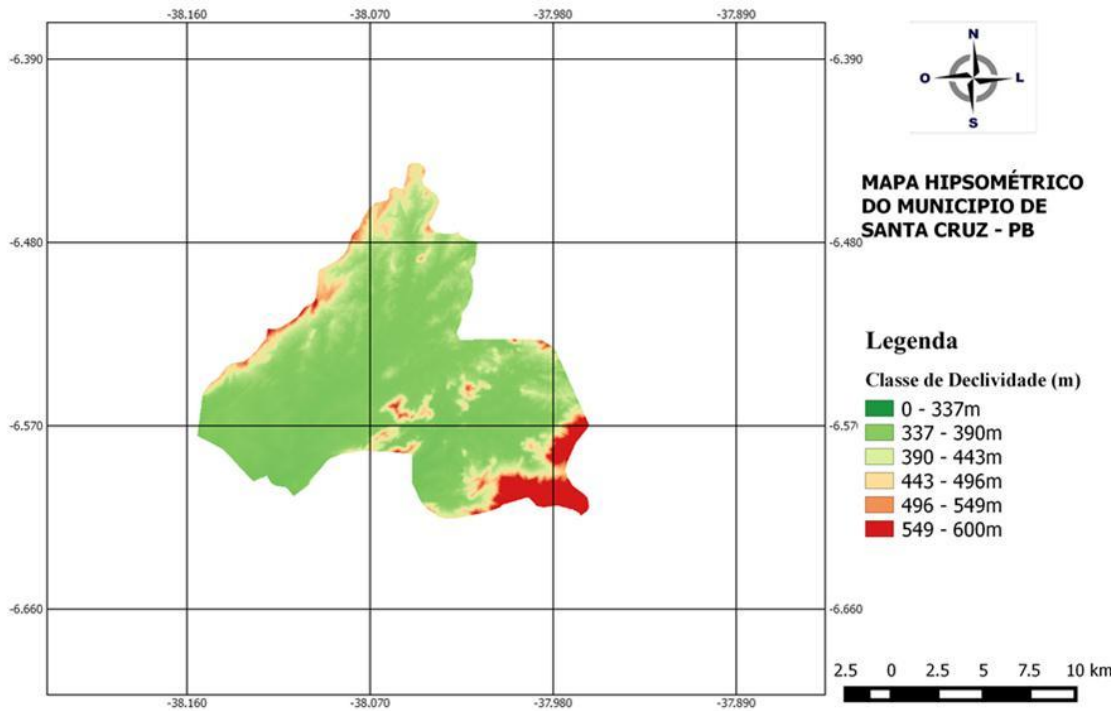 -38.160 -38.070 -37.980 -37.890
-6.390 -6.390
-6.480 -6.480
-6.570 -6.570
-6.660 -6.660
-38.160 -38.070 -37.980 -37.890
N
O L
S
MAPA HIPSOMÉTRICO
DO MUNICIPIO DE
SANTA CRUZ - PB
Legenda
Classe de Declividade (m)
0 - 337m
337 - 390m
390 - 443m
443 - 496m
496 - 549m
549 - 600m
2.5 0 2.5 5 7.5 10 km